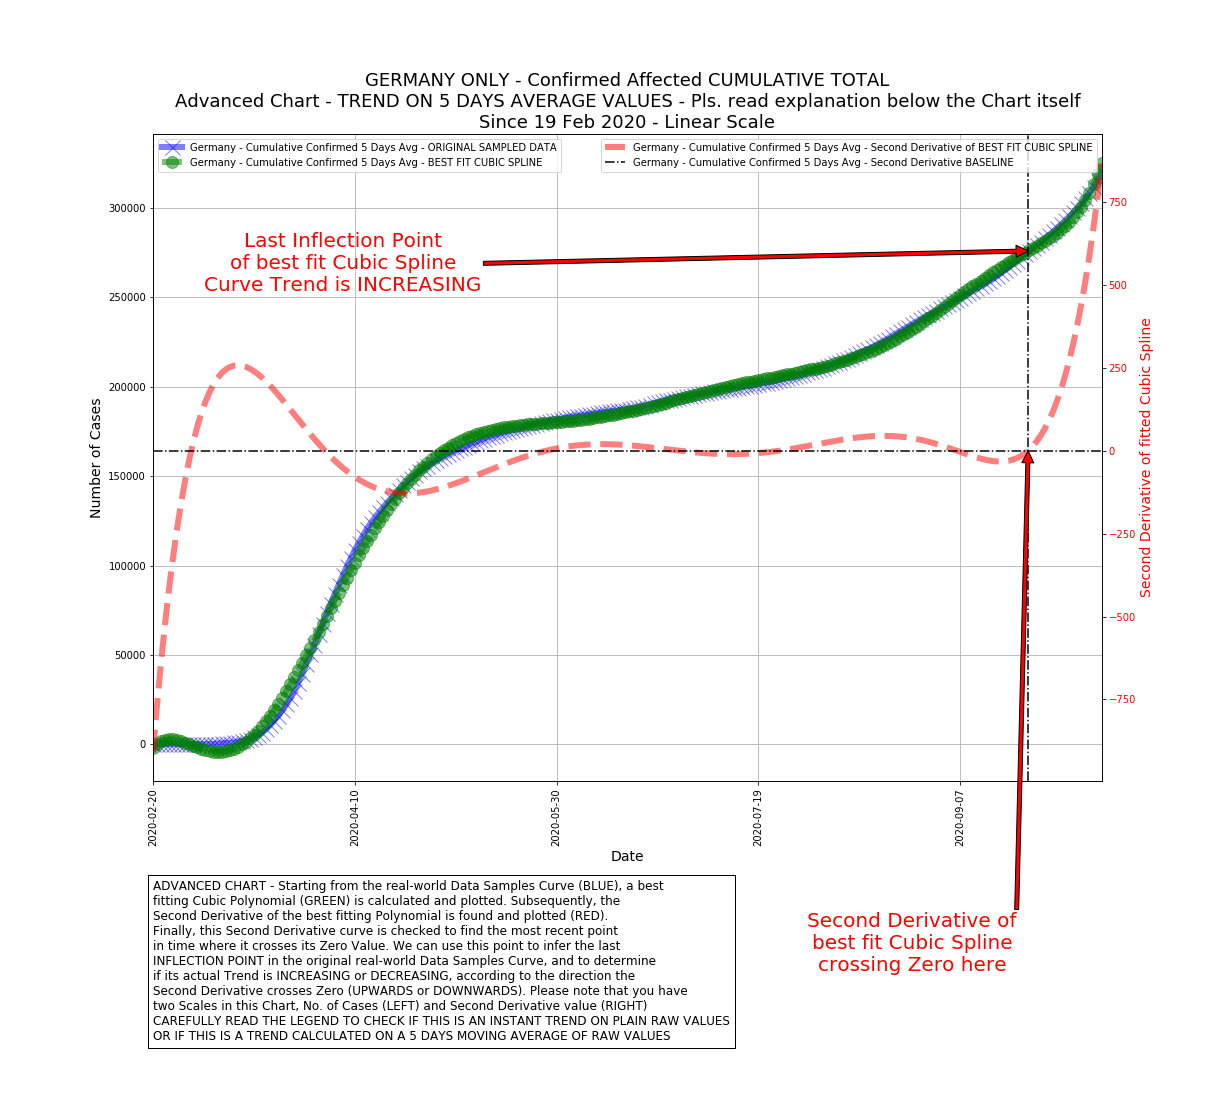 GERMANY ONLY - Confirmed Affected CUMULATIVE TOTAL
Advanced Chart - TREND ON 5 DAYS AVERAGE VALUES - Pls. read explanation below the Chart itself
Since 19 Feb 2020 - Linear Scale
Germany - Cumulative Confirmed 5 Days Avg - ORIGINAL SAMPLED DATA
Germany - Cumulative Confirmed 5 Days Avg - BEST FIT CUBIC SPLINE
Germany - Cumulative Confirmed 5 Days Avg - Second Derivative of BEST FIT CUBIC SPLINE
Germany - Cumulative Confirmed 5 Days Avg - Second Derivative BASELINE
Last Inflection Point
of best fit Cubic Spline
Curve Trend is INCREASING
Number of Cases
300000
250000
200000
150000
100000
50000
0
750
500
250
0
−250
−500
−750
Second Derivative of fitted Cubic Spline
2020-02-20
2020-04-10
2020-05-30
2020-07-19
2020-09-07
Date
Second Derivative of
best fit Cubic Spline
crossing Zero here
ADVANCED CHART - Starting from the real-world Data Samples Curve (BLUE), a best
fitting Cubic Polynomial (GREEN) is calculated and plotted. Subsequently, the
Second Derivative of the best fitting Polynomial is found and plotted (RED).
Finally, this Second Derivative curve is checked to find the most recent point
in time where it crosses its Zero Value. We can use this point to infer the last
INFLECTION POINT in the original real-world Data Samples Curve, and to determine
if its actual Trend is INCREASING or DECREASING, according to the direction the
Second Derivative crosses Zero (UPWARDS or DOWNWARDS). Please note that you have
two Scales in this Chart, No. of Cases (LEFT) and Second Derivative value (RIGHT)
CAREFULLY READ THE LEGEND TO CHECK IF THIS IS AN INSTANT TREND ON PLAIN RAW VALUES
OR IF THIS IS A TREND CALCULATED ON A 5 DAYS MOVING AVERAGE OF RAW VALUES